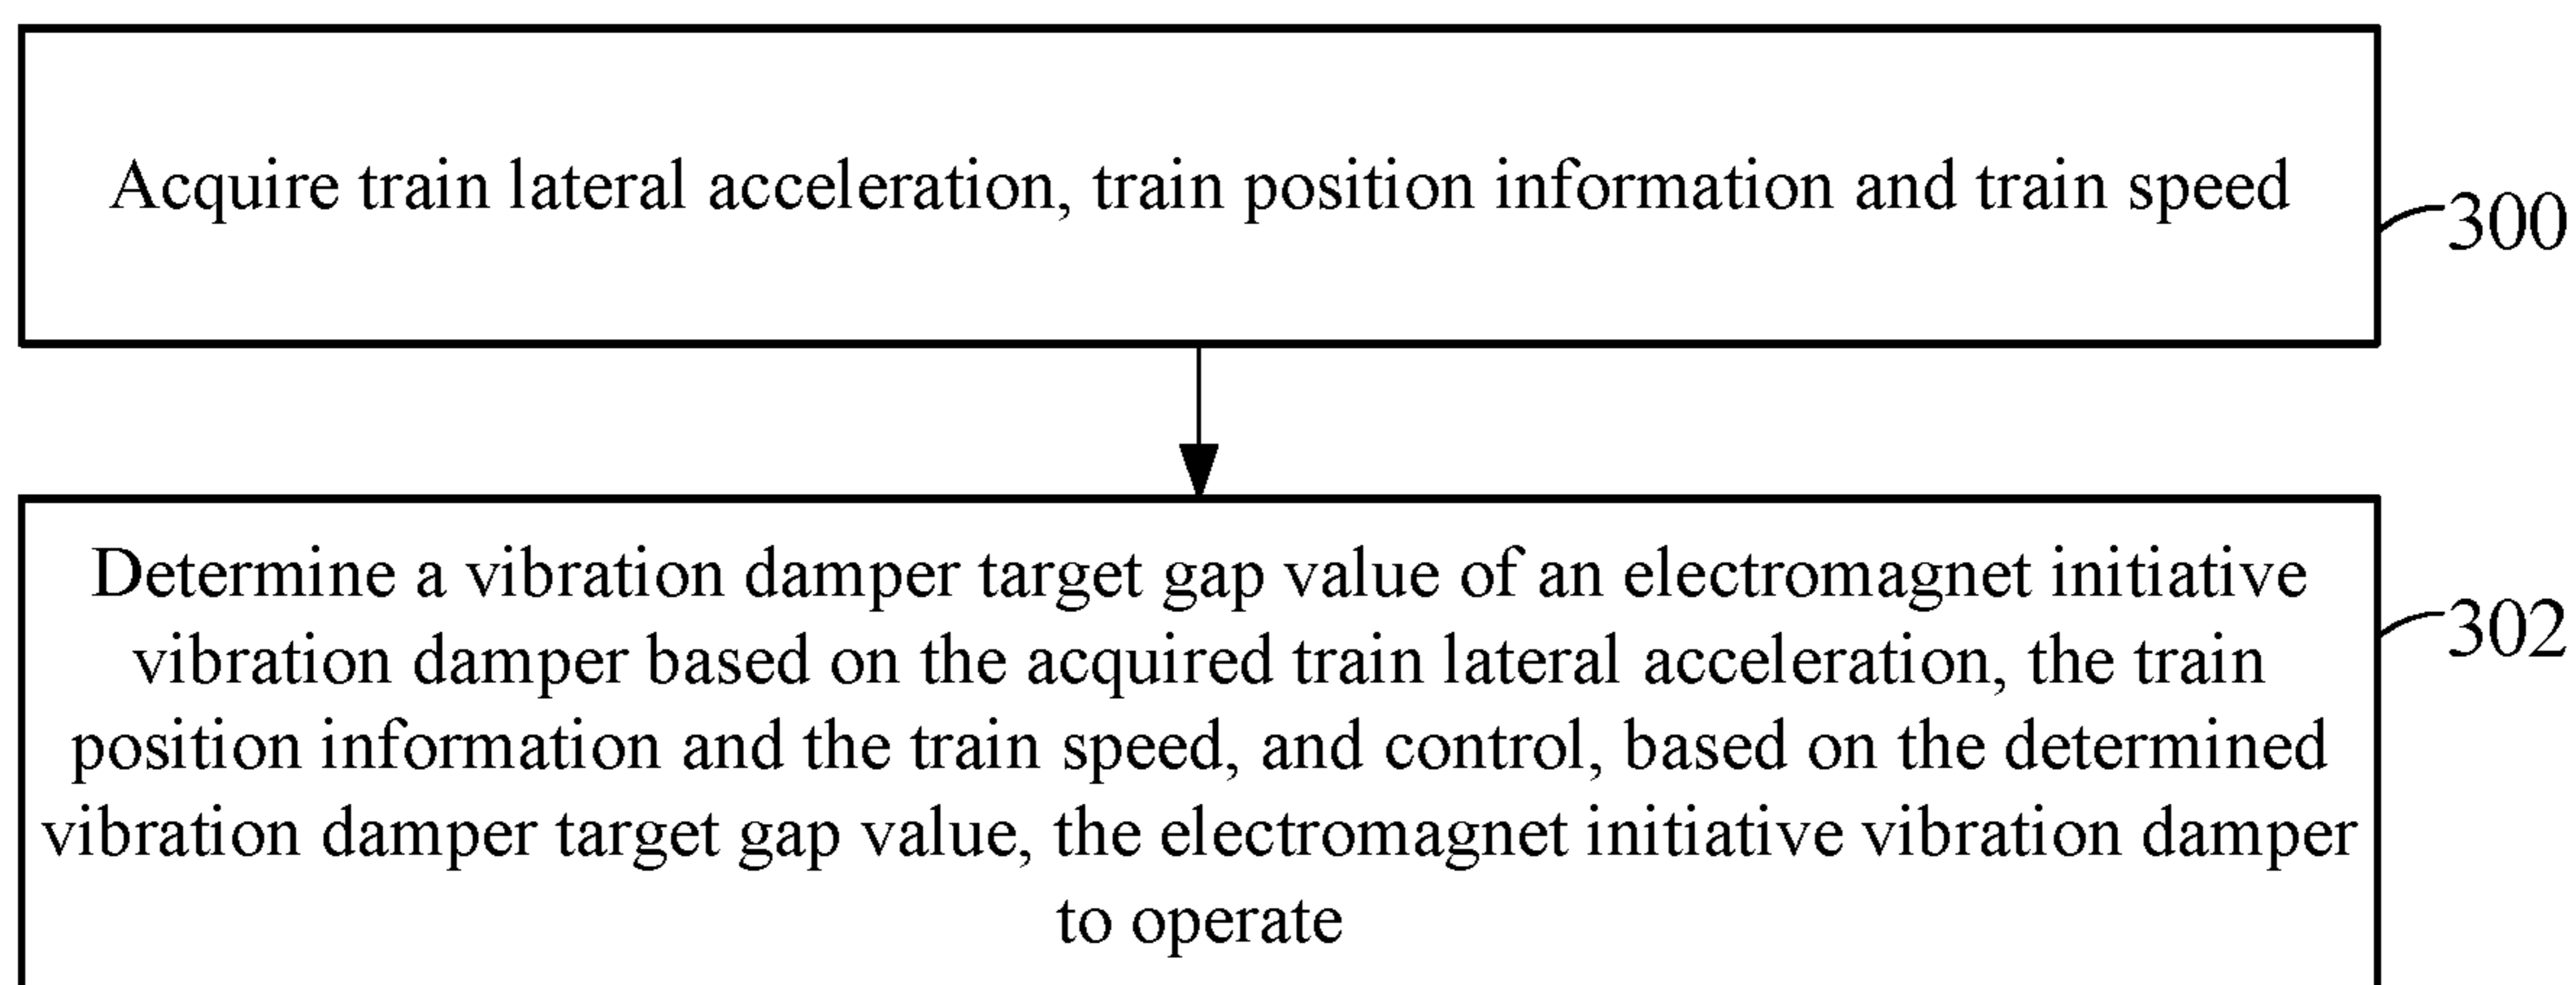 Acquire train lateral acceleration, train position information and train speed
300
Determine a vibration damper target gap value of an electromagnet initiative
vibration damper based on the acquired train lateral acceleration, the train
position information and the train speed, and control, based on the determined
vibration damper target gap value, the electromagnet initiative vibration damper
to operate
302